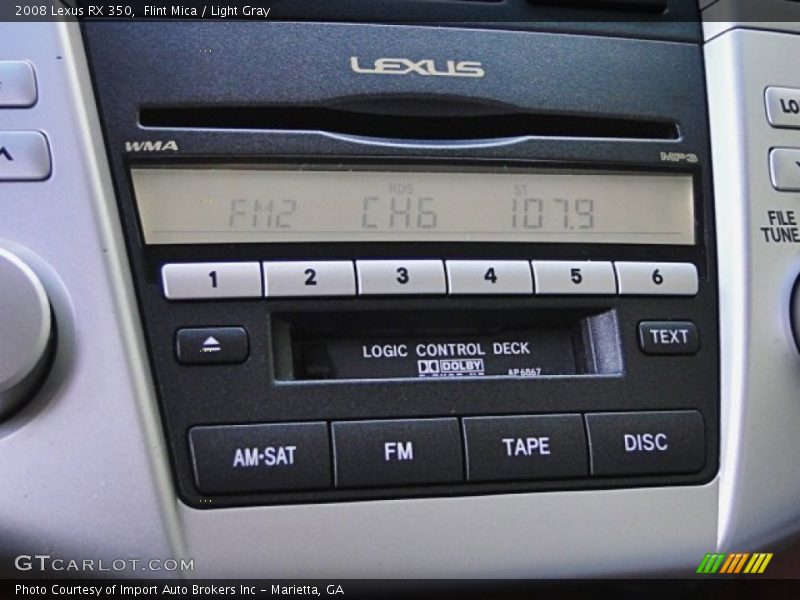 2008 Lexus RX 350, Flint Mica / Light Gray
LEXUS
LO
WMA
MP3
FM2 RDS CH6 ST 107.9
FILE
TUNE
1 2 3 4 5 6
TEXT
LOGIC CONTROL DECK
DOLBY
AP6867
AM•SAT FM TAPE DISC
GTCARLOT.COM
Photo Courtesy of Import Auto Brokers Inc – Marietta, GA